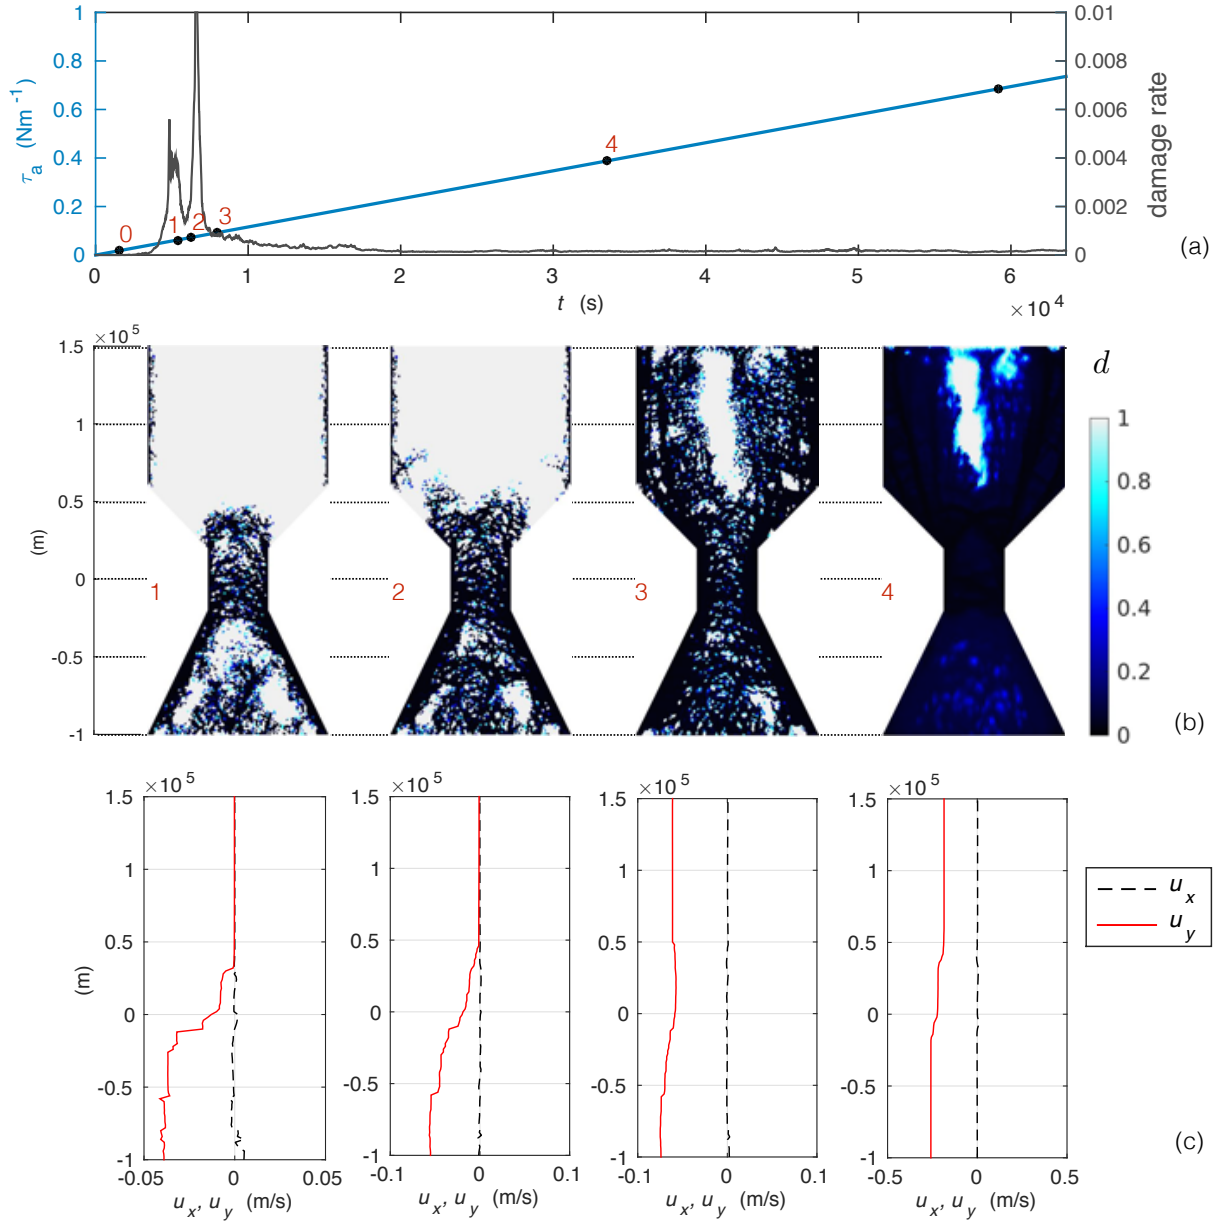 1
0.8
0.6
0.4
0.2
0
τa (Nm-1)
0.01
0.008
0.006
0.004
0.002
0
damage rate
0 1 2 3 4
(a)
0 1 2 3 4 5 6
t (s)
×10 4
×10 5
1.5
1
0.5
0
-0.5
-1
(m)
1 2 3 4
d
1
0.8
0.6
0.4
0.2
0
(b)
×10 5 ×10 5 ×10 5 ×10 5
1.5 1.5 1.5 1.5
1 1 1 1
0.5 0.5 0.5 0.5
0 0 0 0
-0.5 -0.5 -0.5 -0.5
-1 -1 -1 -1
(m)
-0.05 0 0.05 -0.1 0 0.1 -0.1 0 0.1 -0.5 0 0.5
ux, uy (m/s) ux, uy (m/s) ux, uy (m/s) ux, uy (m/s)
ux
uy
(c)